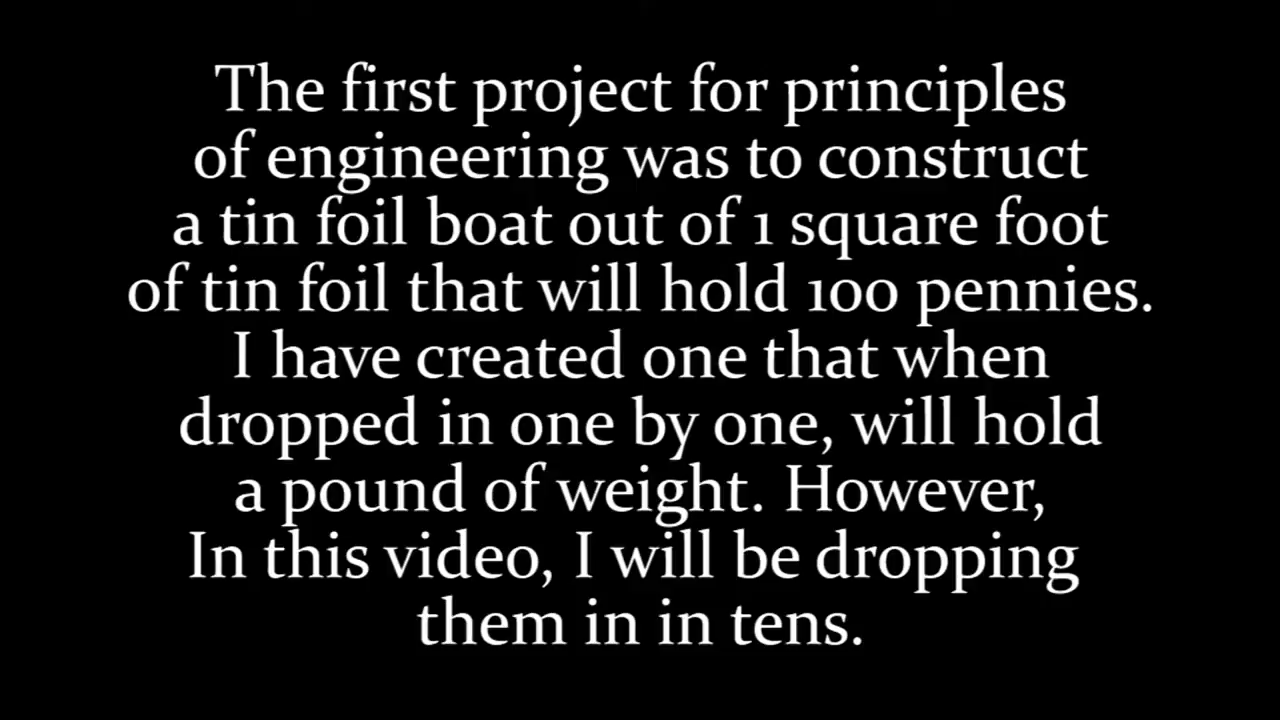 The first project for principles
of engineering was to construct
a tin foil boat out of 1 square foot
of tin foil that will hold 100 pennies.
I have created one that when
dropped in one by one, will hold
a pound of weight. However,
In this video, I will be dropping
them in in tens.